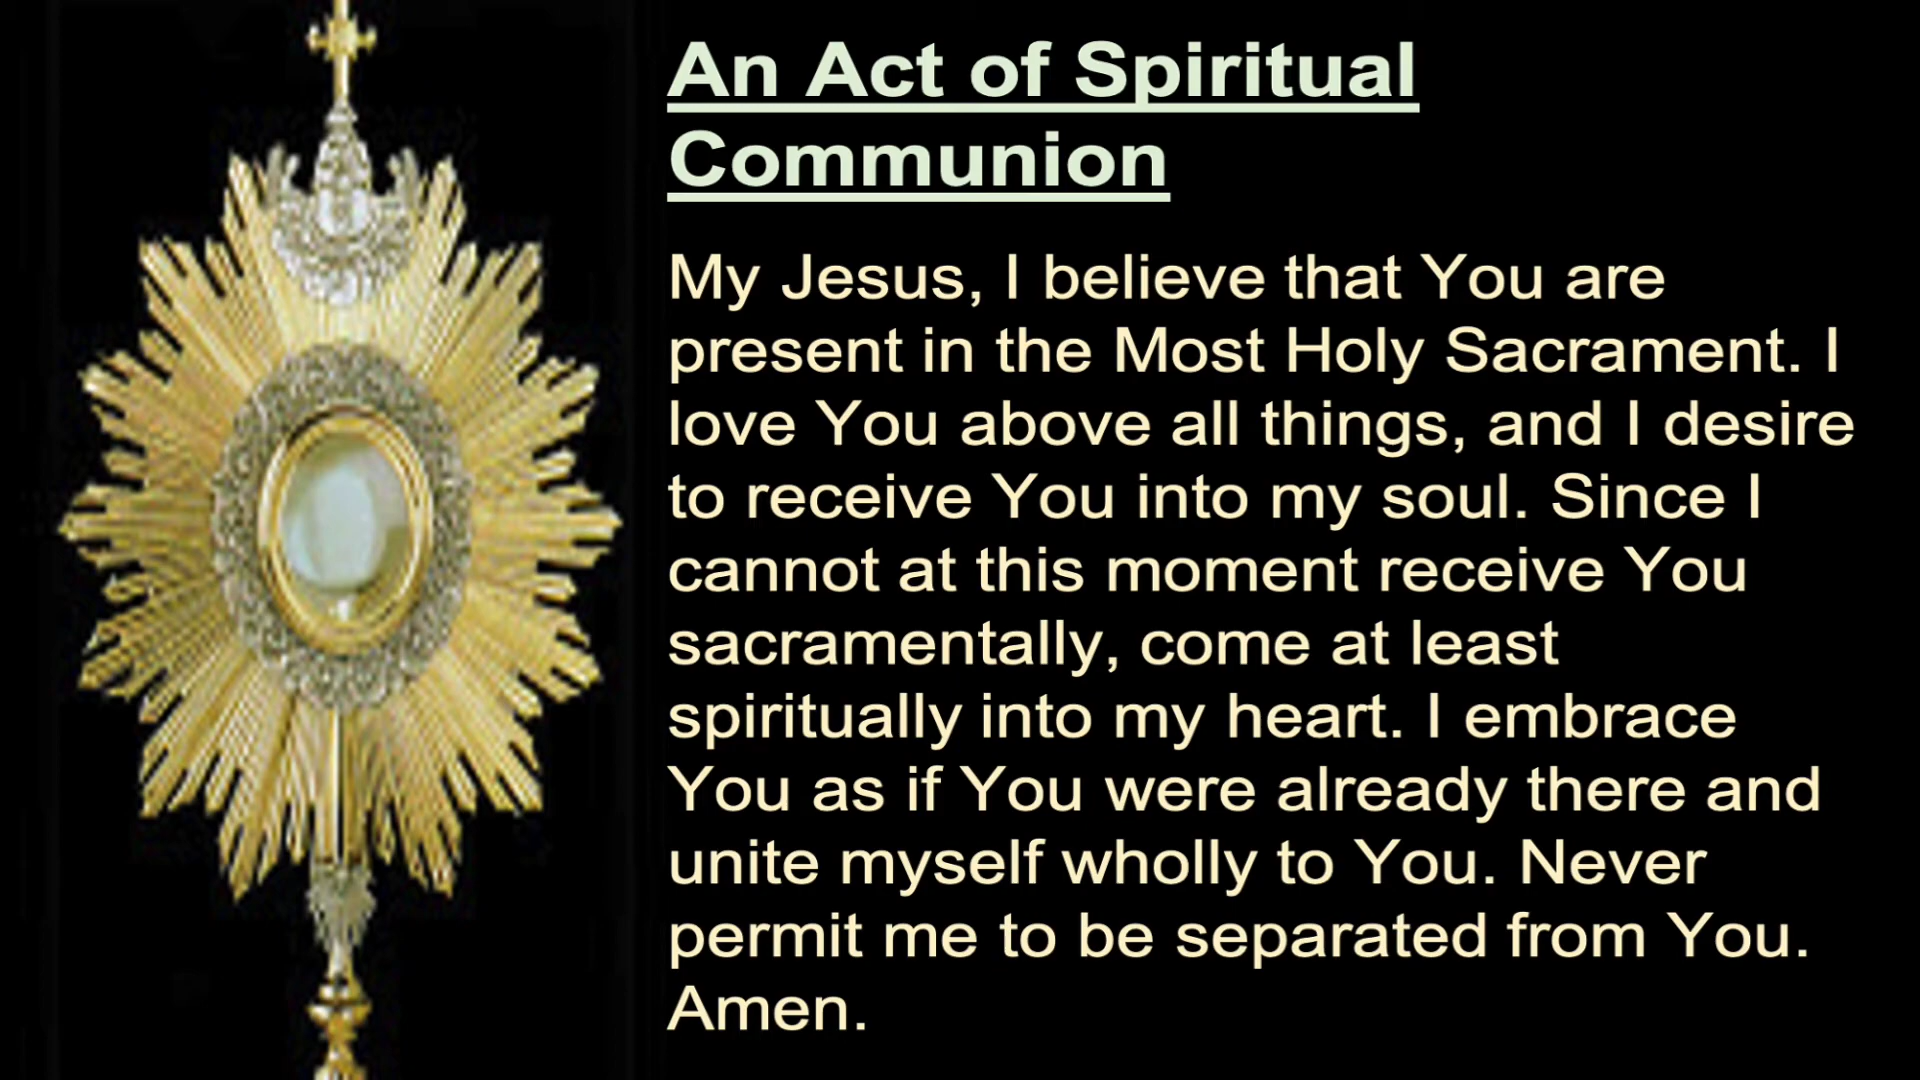 An Act of Spiritual
Communion
My Jesus, I believe that You are
present in the Most Holy Sacrament. I
love You above all things, and I desire
to receive You into my soul. Since I
cannot at this moment receive You
sacramentally, come at least
spiritually into my heart. I embrace
You as if You were already there and
unite myself wholly to You. Never
permit me to be separated from You.
Amen.